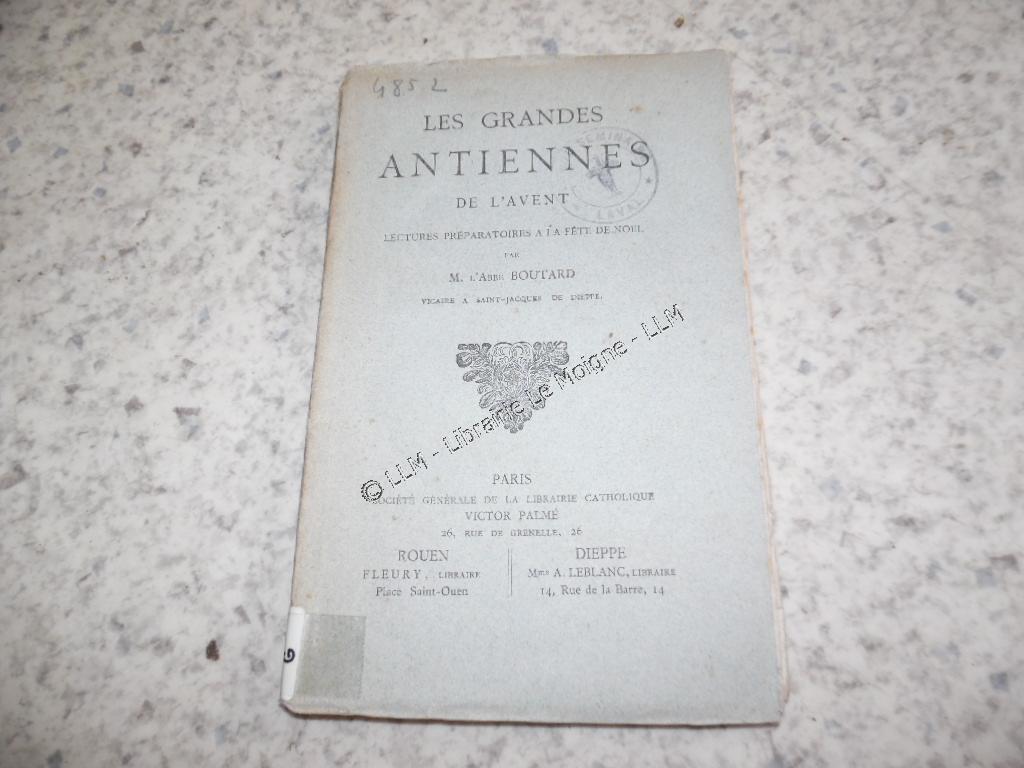 4852
LES GRANDES
ANTIENNES
DE L'AVENT
LECTURES PRÉPARATOIRES A LA FÊTE DE NOEL
PAR
M. L'ABBÉ BOUTARD
VICAIRE A SAINT-JACQUES DE DIEPPE.
LAVAL
© LLM - Librairie Le Moigne - LLM
PARIS
SOCIÉTÉ GÉNÉRALE DE LA LIBRAIRIE CATHOLIQUE
VICTOR PALMÉ
26, RUE DE GRENELLE, 26
ROUEN
FLEURY, LIBRAIRE
Place Saint-Ouen
DIEPPE
Mme A. LEBLANC, LIBRAIRE
14, Rue de la Barre, 14